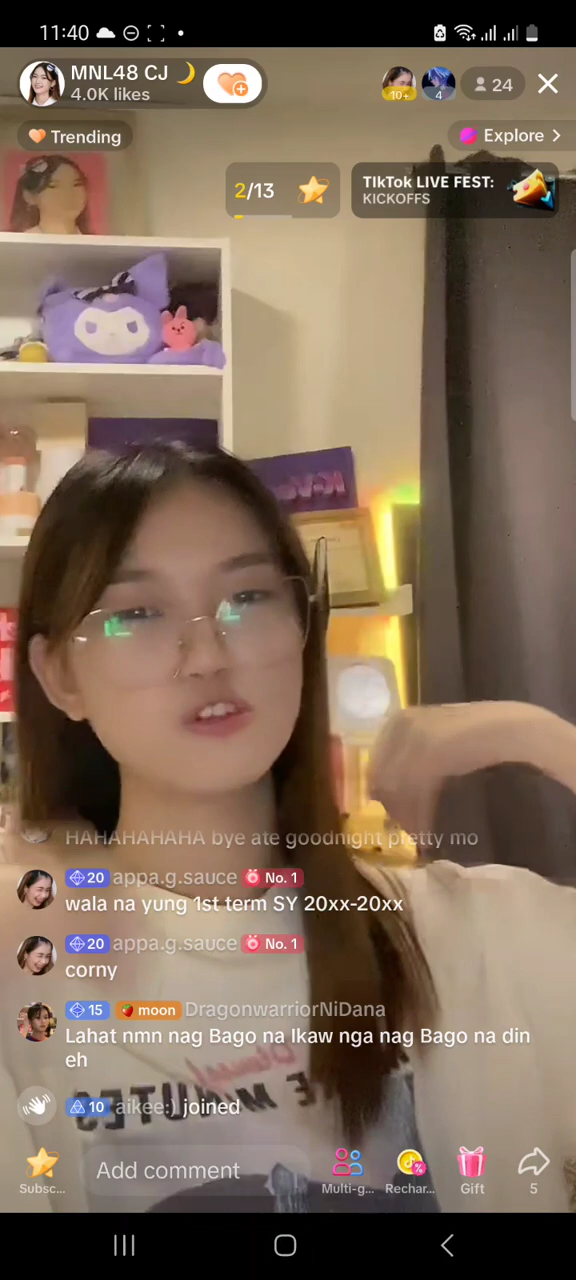 11:40
MNL48 CJ 🌙
4.0K likes
10+
4
24
Trending
Explore >
2/13
TikTok LIVE FEST:
KICKOFFS
HAHAHAHAHA bye ate goodnight pretty mo
20 appa.g.sauce No. 1
wala na yung 1st term SY 20xx-20xx
20 appa.g.sauce No. 1
corny
15 🍓 moon DragonwarriorNiDana
Lahat nmn nag Bago na Ikaw nga nag Bago na din
eh
10 aikee:) joined
MINUTES
Add comment
Subsc...
Multi-g...
Rechar...
Gift
5